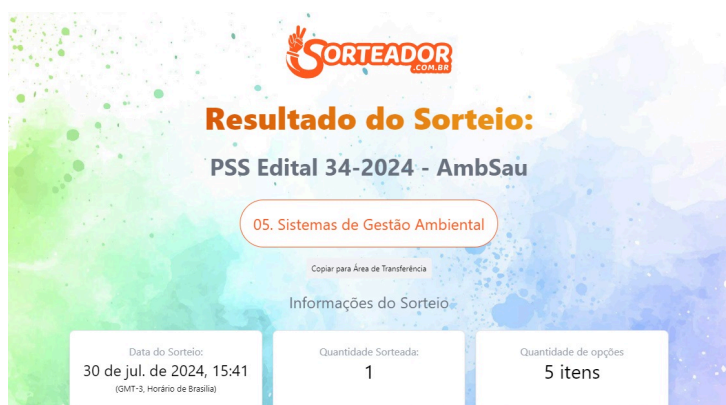 SORTEADOR
.COM.BR
Resultado do Sorteio:
PSS Edital 34-2024 - AmbSau
05. Sistemas de Gestão Ambiental
Copiar para Área de Transferência
Informações do Sorteio
Data do Sorteio:
30 de jul. de 2024, 15:41
(GMT-3, Horário de Brasilia)
Quantidade Sorteada:
1
Quantidade de opções
5 itens